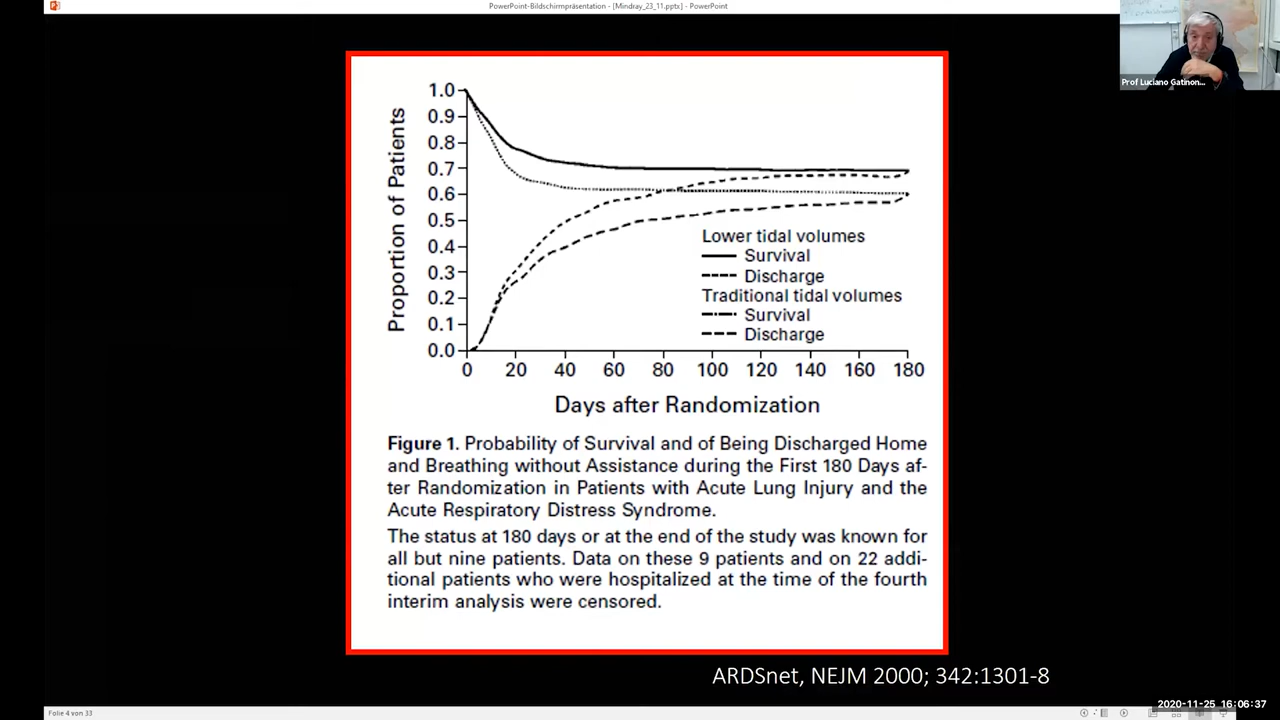 PowerPoint-Bildschirmpräsentation - [Mindray_23_11.pptx] - PowerPoint
Prof Luciano Gatinon...
1.0
0.9
0.8
0.7
0.6
0.5
0.4
0.3
0.2
0.1
0.0
Proportion of Patients
Lower tidal volumes
Survival
Discharge
Traditional tidal volumes
Survival
Discharge
0 20 40 60 80 100 120 140 160 180
Days after Randomization
Figure 1. Probability of Survival and of Being Discharged Home
and Breathing without Assistance during the First 180 Days af-
ter Randomization in Patients with Acute Lung Injury and the
Acute Respiratory Distress Syndrome.
The status at 180 days or at the end of the study was known for
all but nine patients. Data on these 9 patients and on 22 addi-
tional patients who were hospitalized at the time of the fourth
interim analysis were censored.
ARDSnet, NEJM 2000; 342:1301-8
2020-11-25 16:06:37
Folie 4 von 33